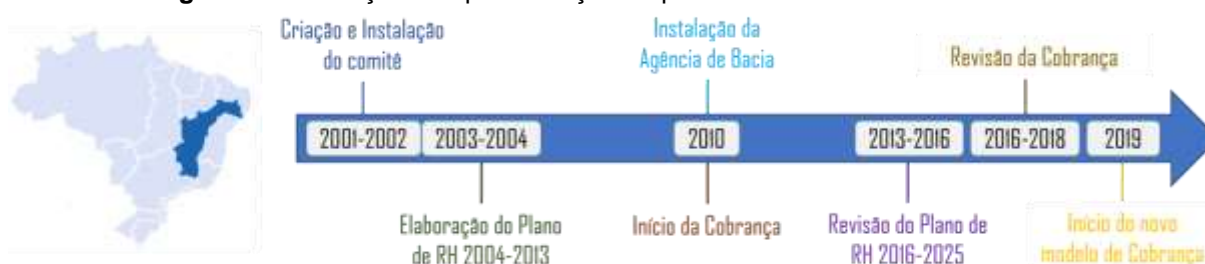 Criação e Instalação
do comitê
Instalação da
Agência de Bacia
Revisão da Cobrança
2001-2002
2003-2004
2010
2013-2016
2016-2018
2019
Elaboração do Plano
de RH 2004-2013
Início da Cobrança
Revisão do Plano de
RH 2016-2025
Início do novo
modelo de Cobrança